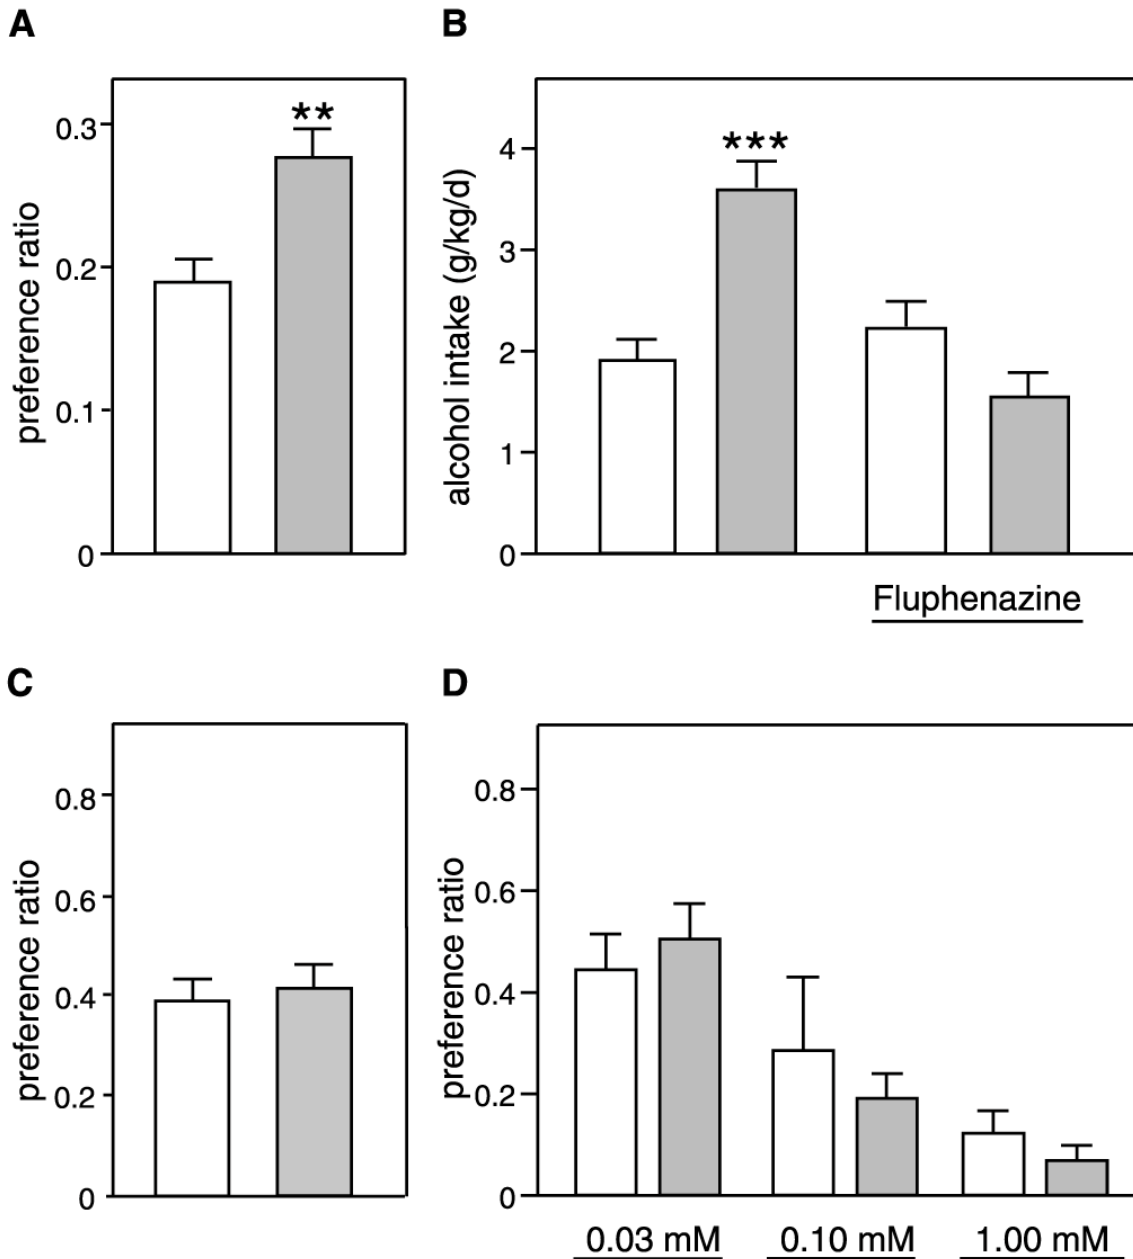 A
preference ratio
0.3
0.2
0.1
0
**
B
alcohol intake (g/kg/d)
4
3
2
1
0
***
Fluphenazine
C
preference ratio
0.8
0.6
0.4
0.2
0
D
preference ratio
0.8
0.6
0.4
0.2
0
0.03 mM 0.10 mM 1.00 mM